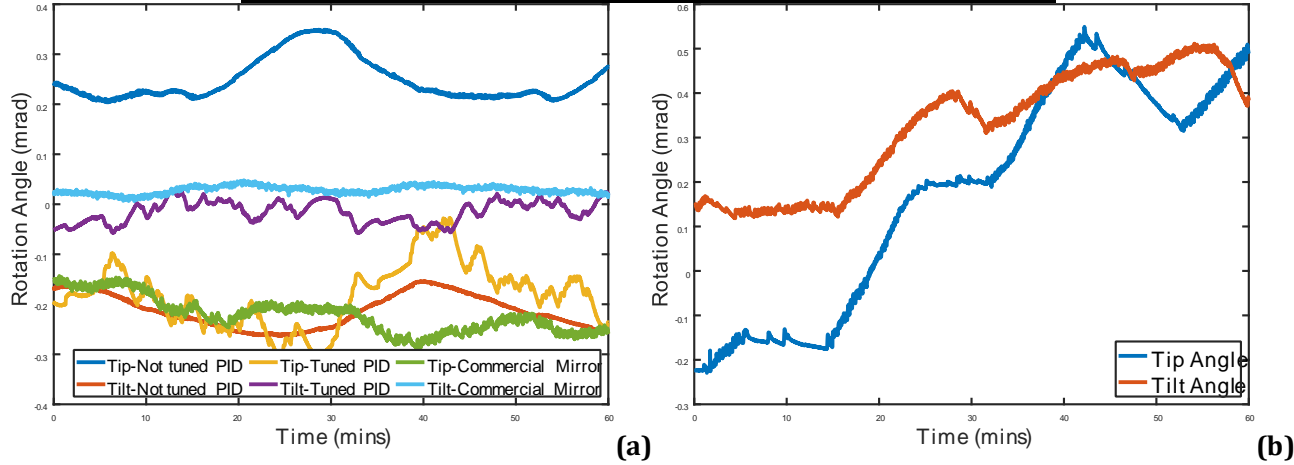 0.4
0.3
0.2
0.1
0
-0.1
-0.2
-0.3
-0.4
Rotation Angle (mrad)
Tip-Not tuned PID Tip-Tuned PID Tip-Commercial Mirror
Tilt-Not tuned PID Tilt-Tuned PID Tilt-Commercial Mirror
0 10 20 30 40 50 60
Time (mins)
(a)
0.6
0.5
0.4
0.3
0.2
0.1
0
-0.1
-0.2
-0.3
Rotation Angle (mrad)
Tip Angle
Tilt Angle
0 10 20 30 40 50 60
Time (mins)
(b)